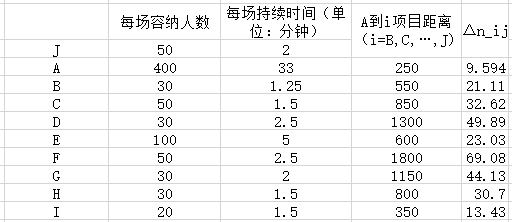 每场容纳人数 每场持续时间（单位：分钟） A到i项目距离（i=B,C,…,J） △n_ij
J 50 2
A 400 33 250 9.594
B 30 1.25 550 21.11
C 50 1.5 850 32.62
D 30 2.5 1300 49.89
E 100 5 600 23.03
F 50 2.5 1800 69.08
G 30 2 1150 44.13
H 30 1.5 800 30.7
I 20 1.5 350 13.43